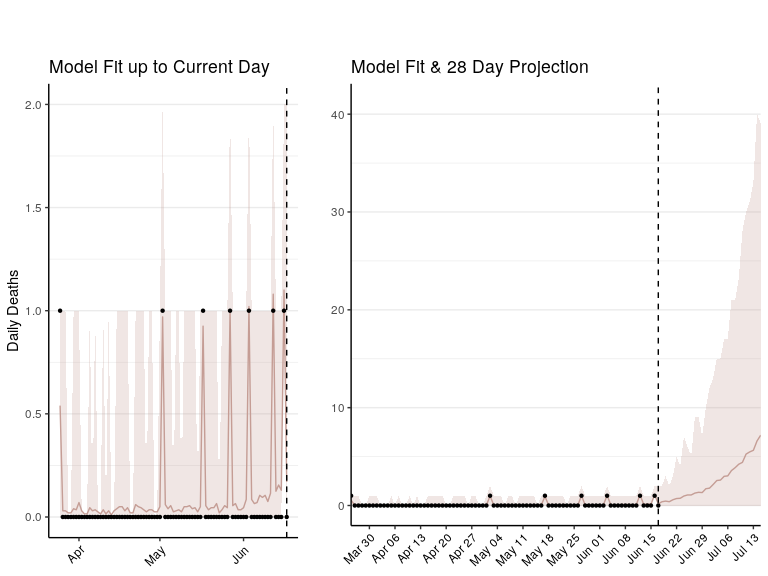 Model Fit up to Current Day
Model Fit & 28 Day Projection
Daily Deaths
2.0
1.5
1.0
0.5
0.0
Apr
May
Jun
40
30
20
10
0
Mar 30
Apr 06
Apr 13
Apr 20
Apr 27
May 04
May 11
May 18
May 25
Jun 01
Jun 08
Jun 15
Jun 22
Jun 29
Jul 06
Jul 13